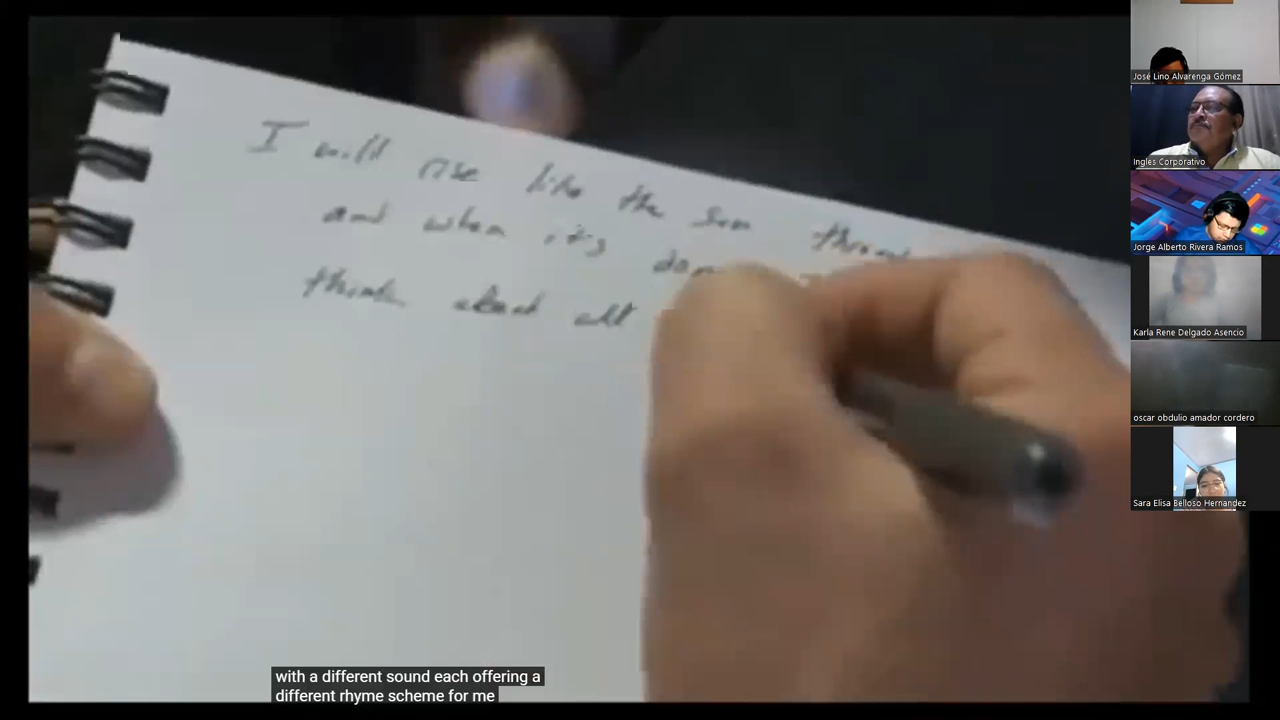 I will rise like the sun
and when its
think about all
with a different sound each offering a
different rhyme scheme for me
José Lino Alvarenga Gómez
Ingles Corporativo
Jorge Alberto Rivera Ramos
Karla Rene Delgado Asencio
oscar obdulio amador cordero
Sara Elisa Belloso Hernandez